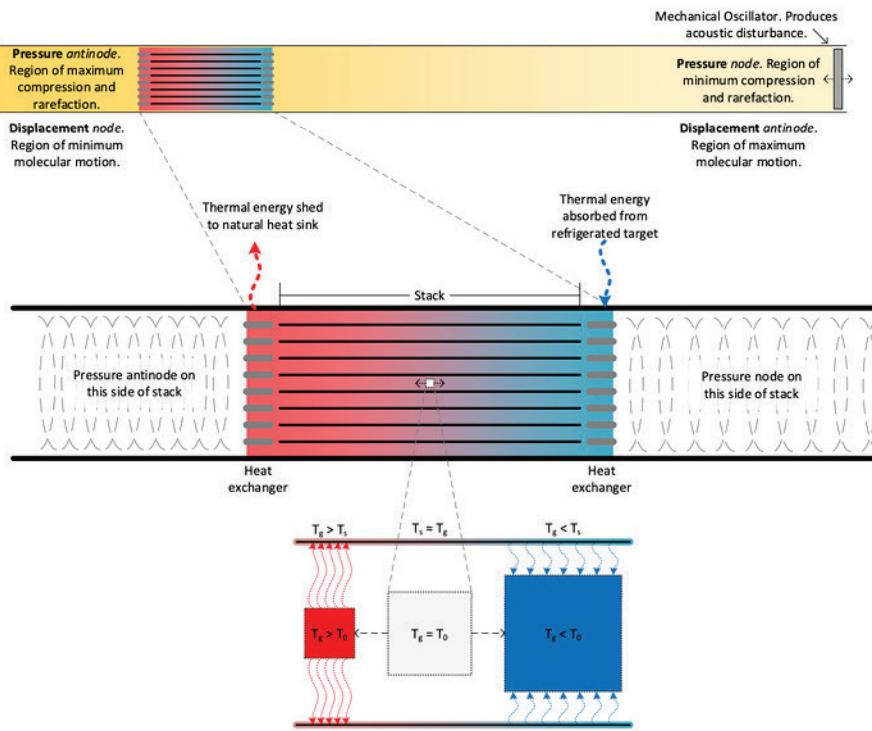 Mechanical Oscillator. Produces
acoustic disturbance.
Pressure antinode.
Region of maximum
compression and
rarefaction.
Pressure node. Region of
minimum compression
and rarefaction.
Displacement node.
Region of minimum
molecular motion.
Displacement antinode.
Region of maximum
molecular motion.
Thermal energy shed
to natural heat sink
Thermal energy
absorbed from
refrigerated target
Stack
Pressure antinode on
this side of stack
Pressure node on
this side of stack
Heat
exchanger
Heat
exchanger
Tg > Ts
Ts ≈ Tg
Tg < Ts
Tg > T0
Tg = T0
Tg < T0